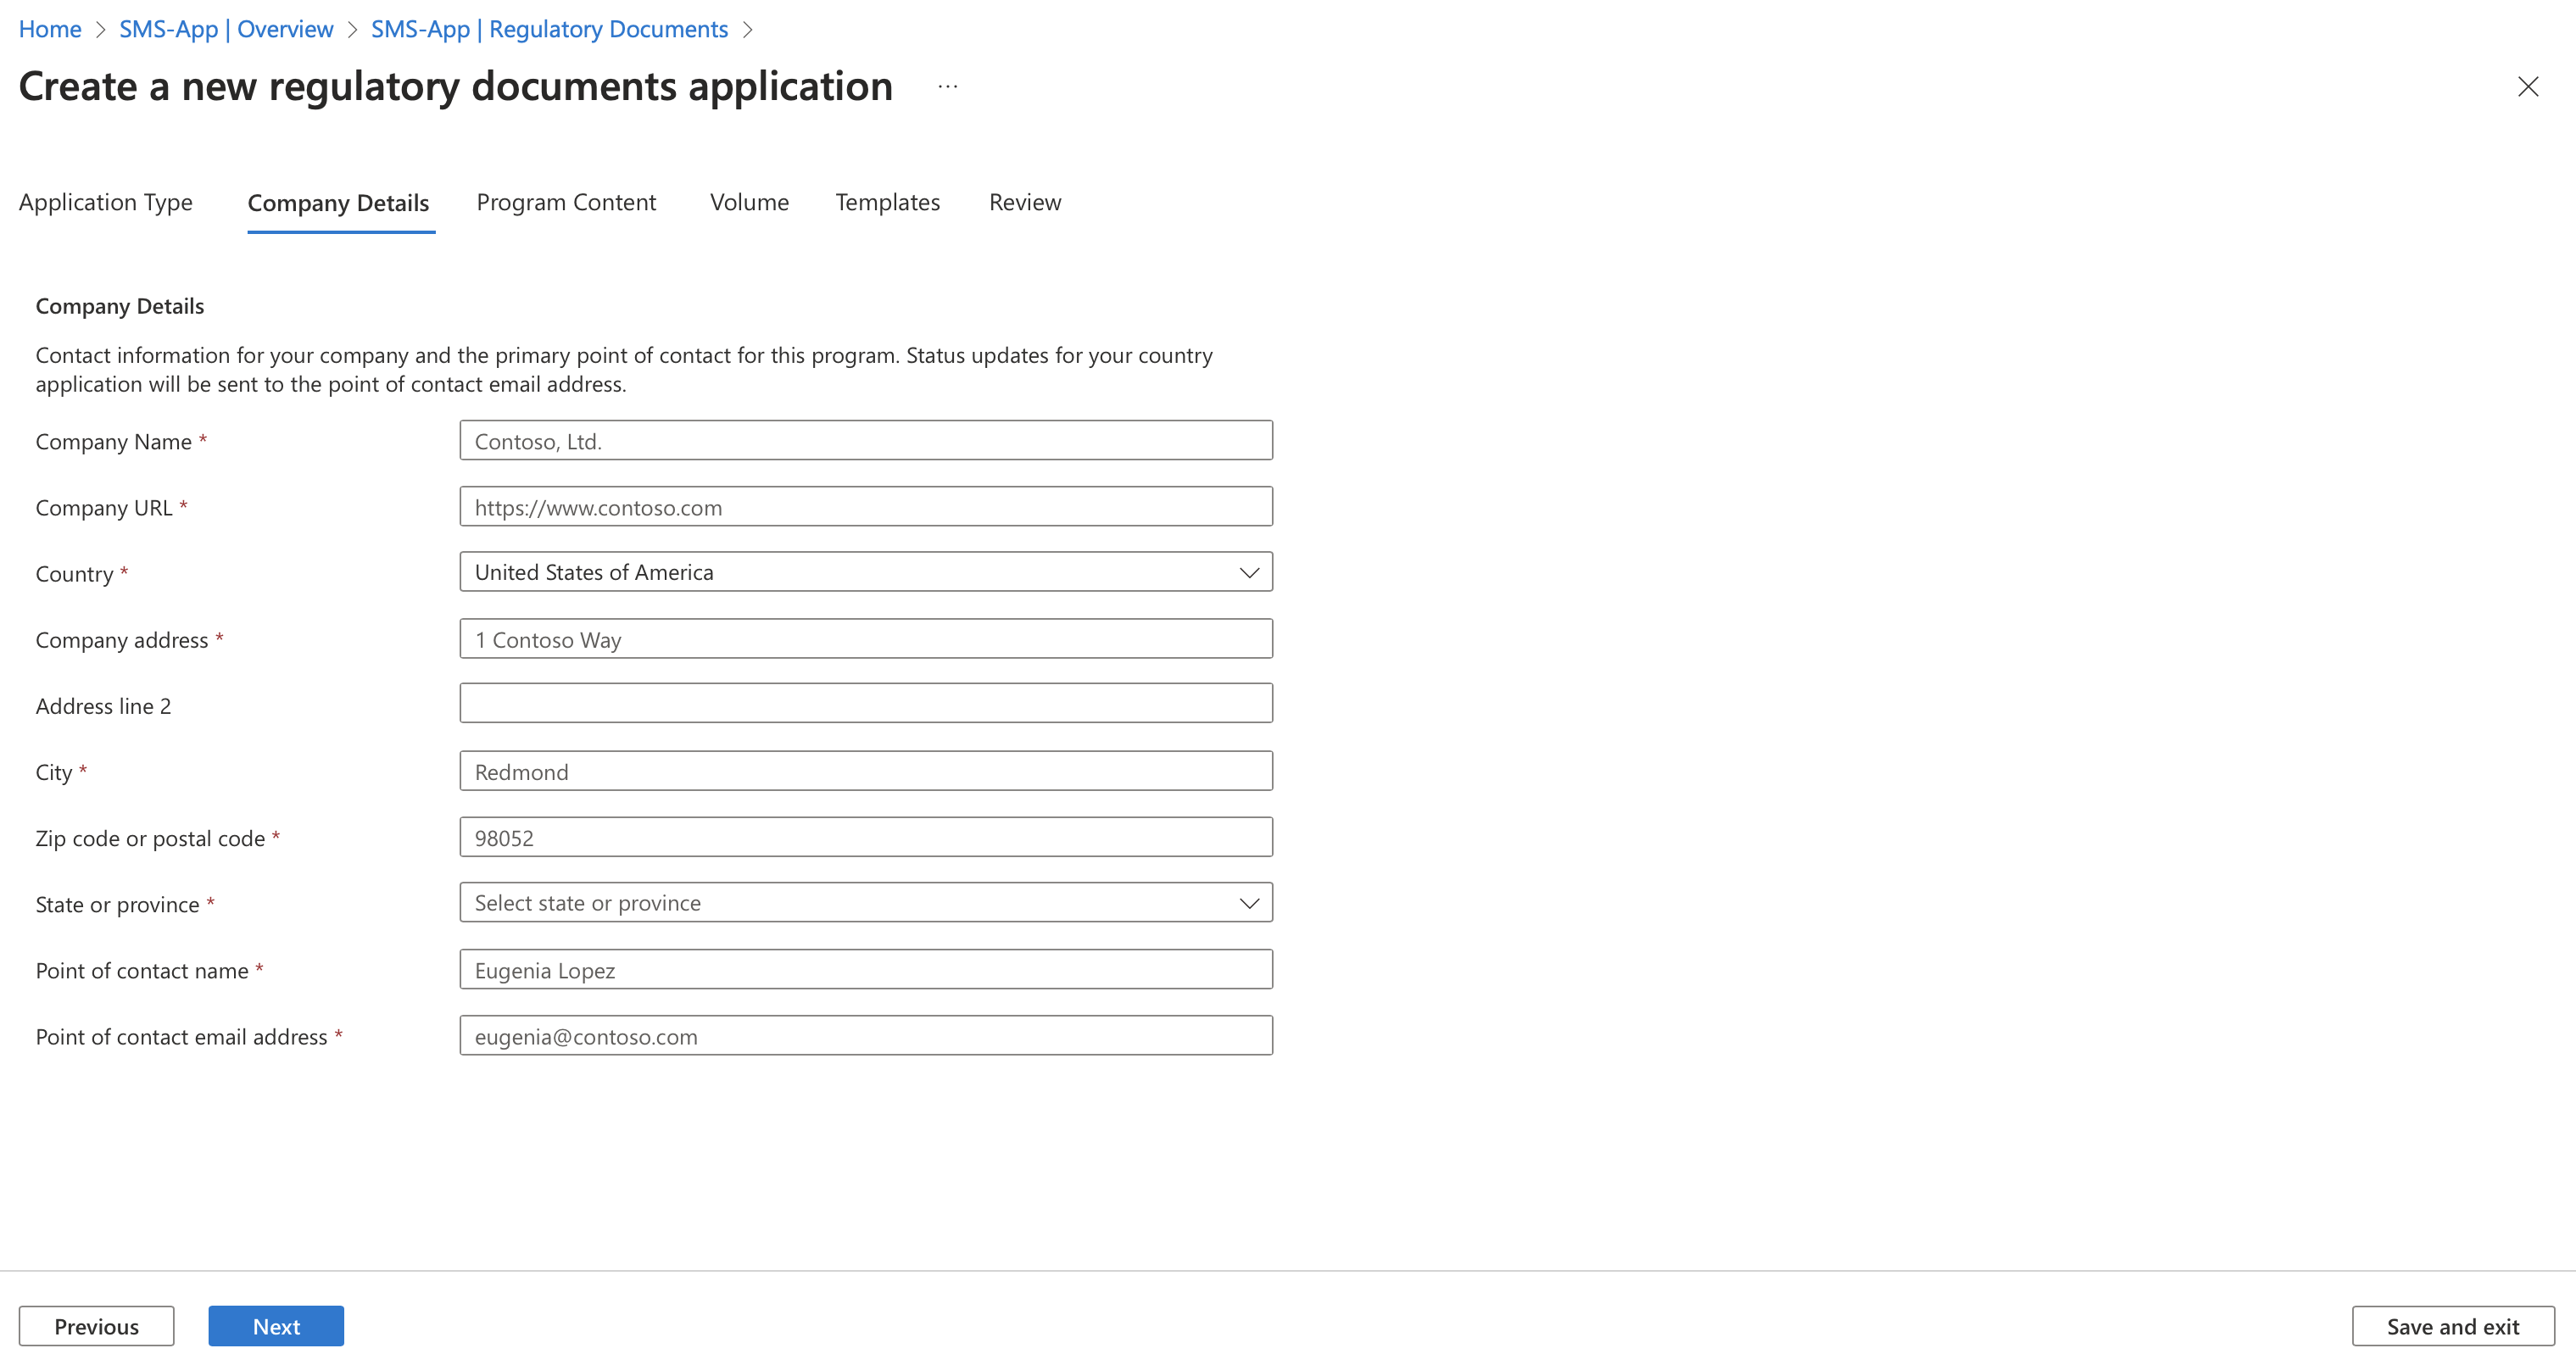 Home > SMS-App | Overview > SMS-App | Regulatory Documents >
Create a new regulatory documents application ...
Application Type Company Details Program Content Volume Templates Review
Company Details
Contact information for your company and the primary point of contact for this program. Status updates for your country
application will be sent to the point of contact email address.
Company Name * Contoso, Ltd.
Company URL * https://www.contoso.com
Country * United States of America
Company address * 1 Contoso Way
Address line 2
City * Redmond
Zip code or postal code * 98052
State or province * Select state or province
Point of contact name * Eugenia Lopez
Point of contact email address * eugenia@contoso.com
Previous Next Save and exit